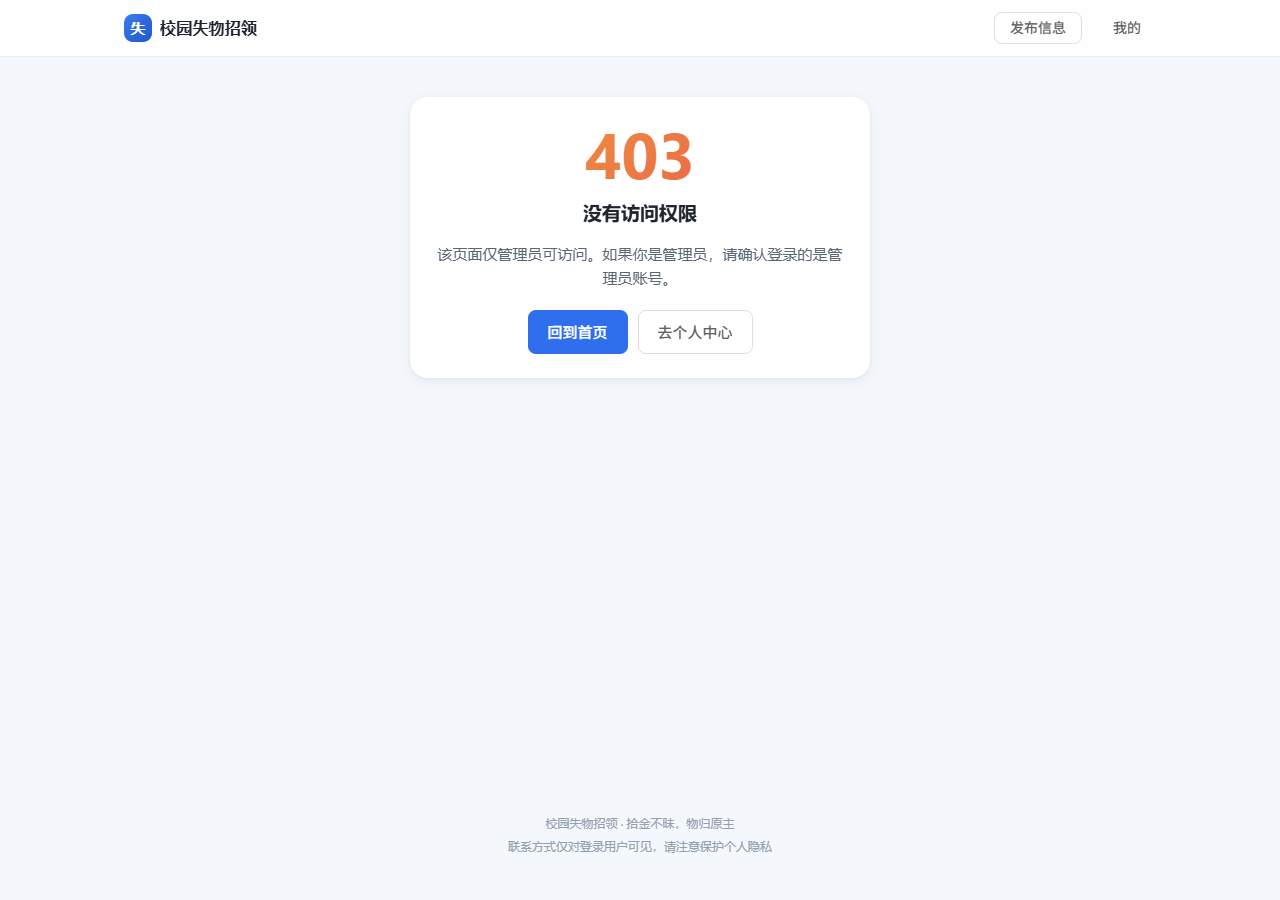 失 校园失物招领 发布信息 我的
403
没有访问权限
该页面仅管理员可访问。如果你是管理员，请确认登录的是管
理员账号。
回到首页 去个人中心
校园失物招领 · 拾金不昧，物归原主
联系方式仅对登录用户可见，请注意保护个人隐私